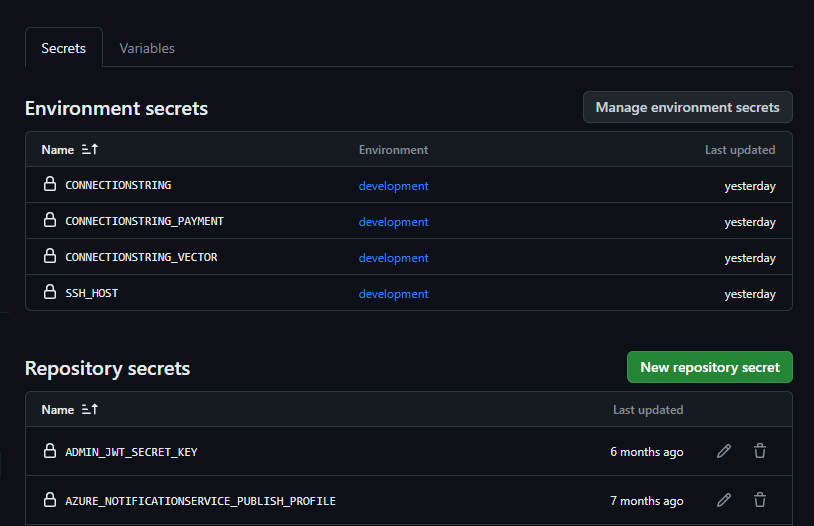 Secrets Variables
Environment secrets Manage environment secrets
Name Environment Last updated
CONNECTIONSTRING development yesterday
CONNECTIONSTRING_PAYMENT development yesterday
CONNECTIONSTRING_VECTOR development yesterday
SSH_HOST development yesterday
Repository secrets New repository secret
Name Last updated
ADMIN_JWT_SECRET_KEY 6 months ago
AZURE_NOTIFICATIONSERVICE_PUBLISH_PROFILE 7 months ago